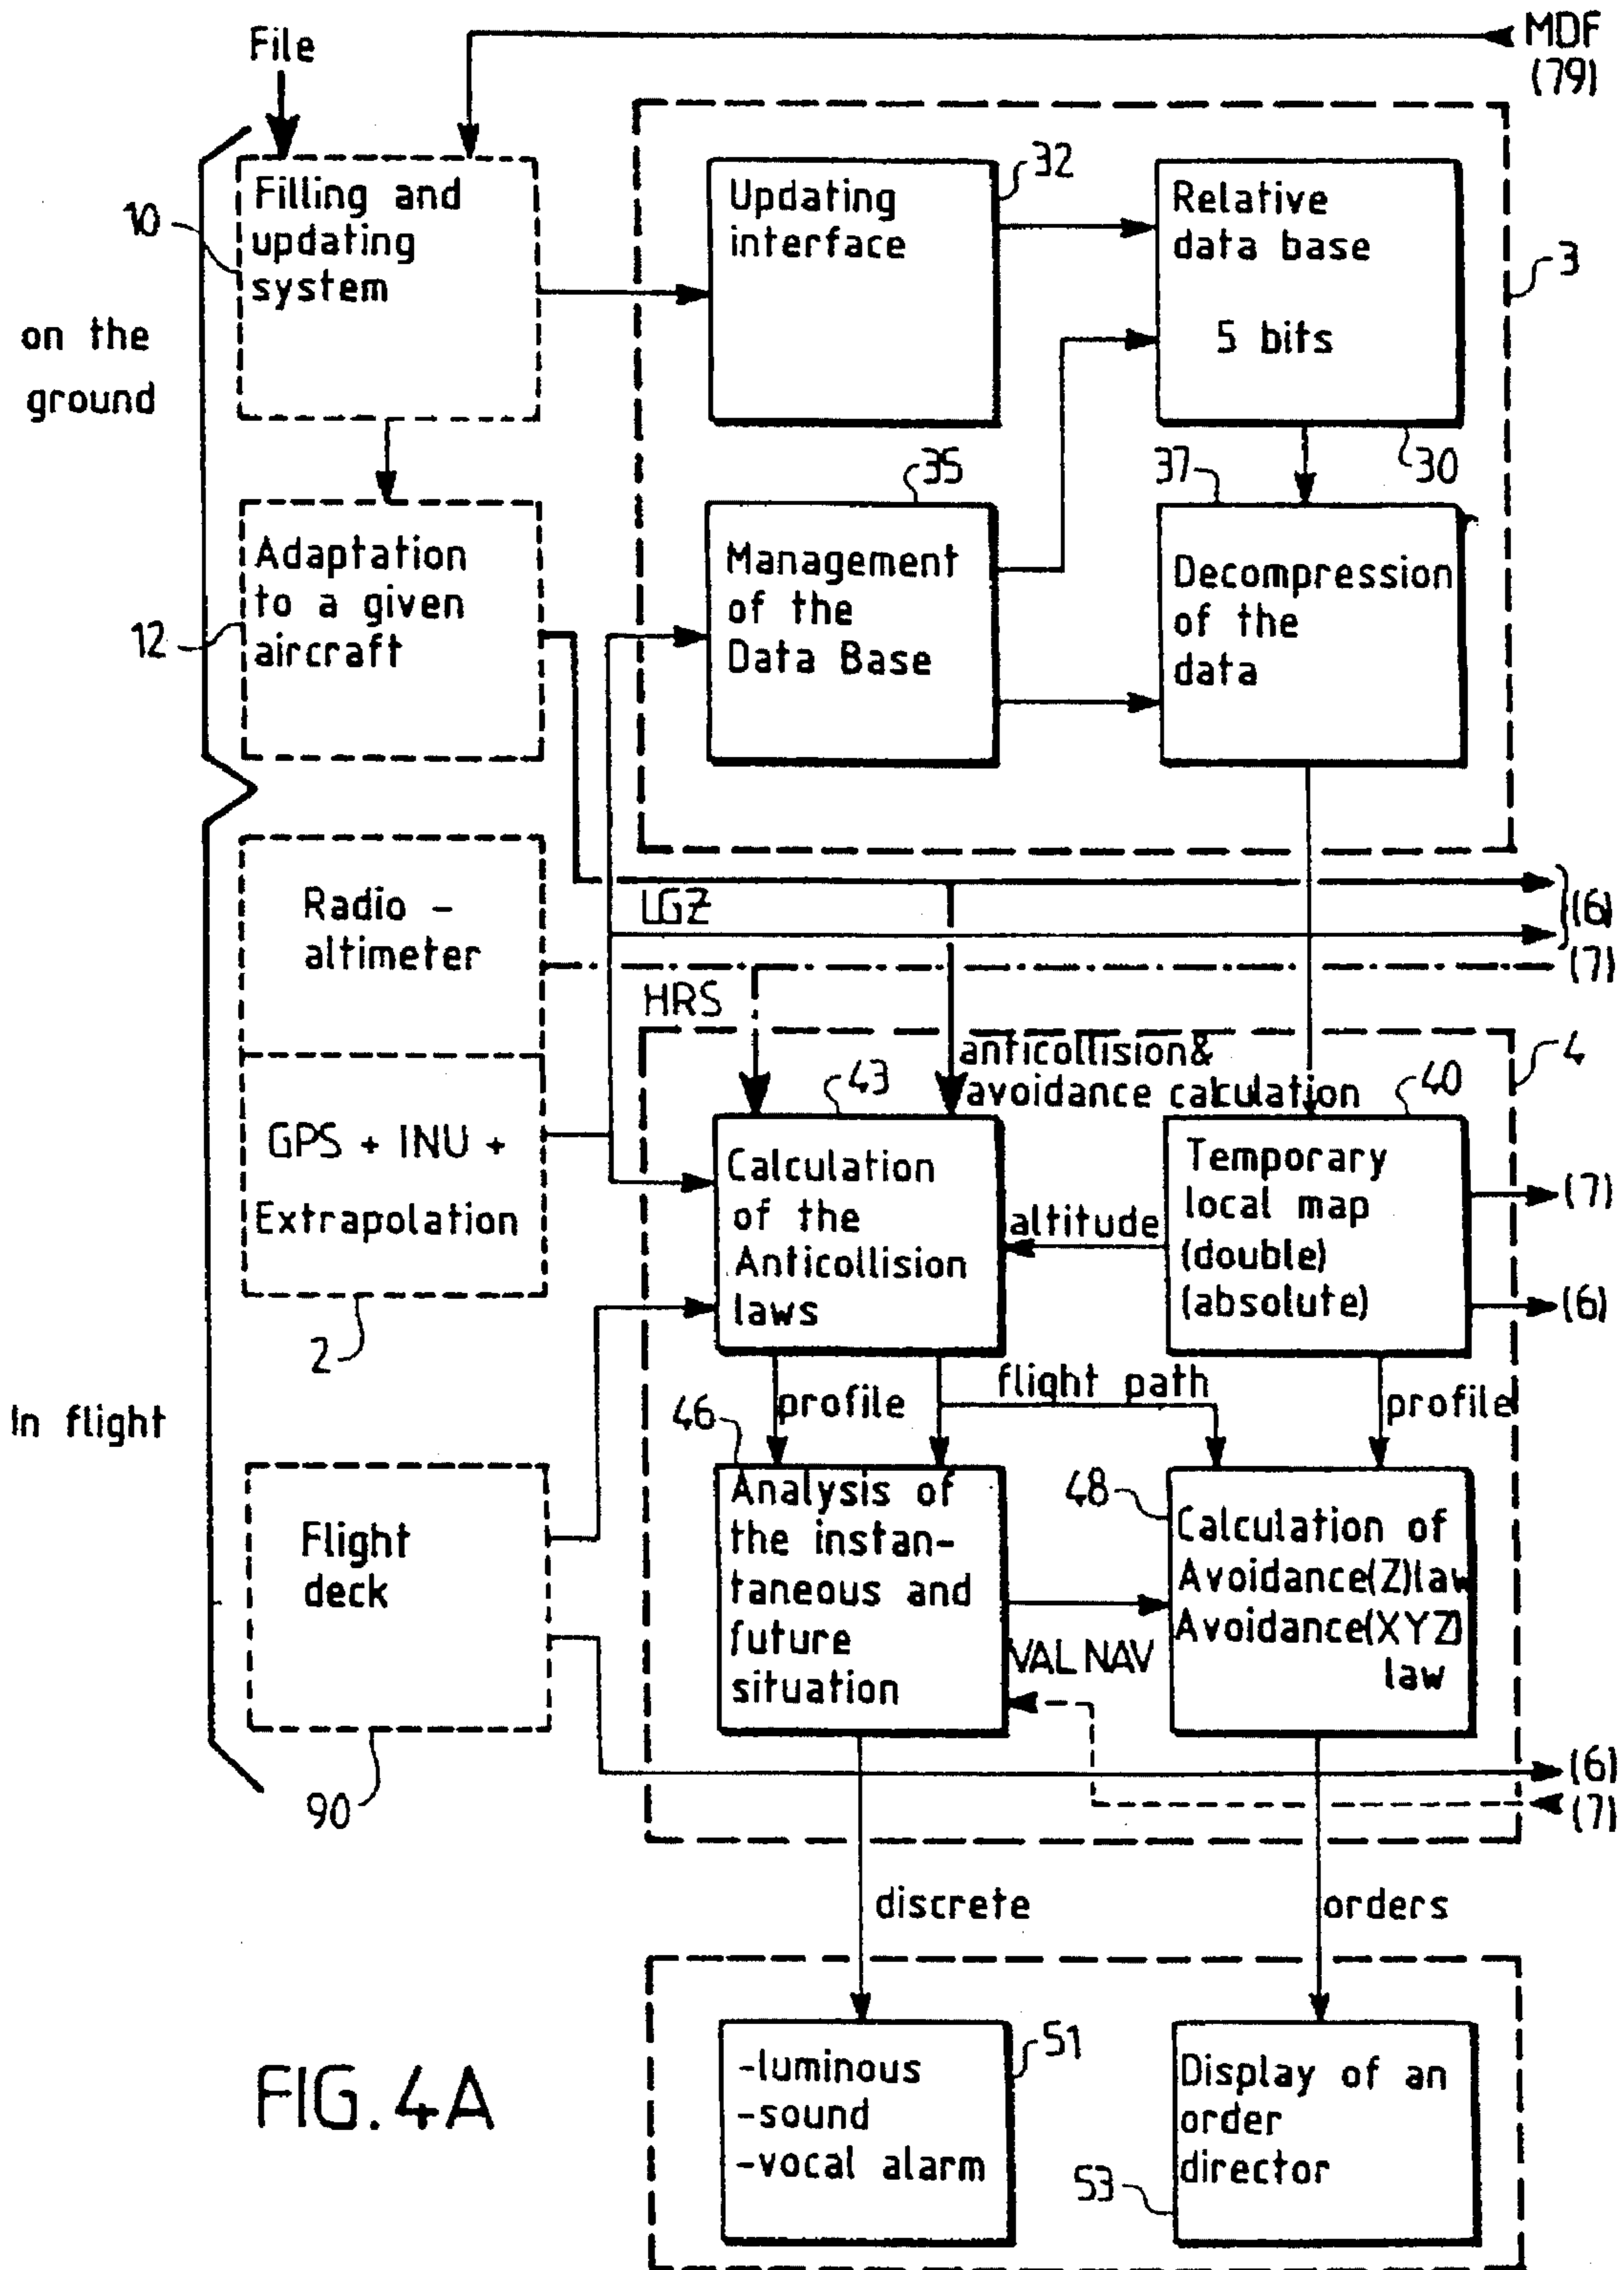 File
MDF
(79)
Filling and
updating
system
10
on the
ground
Updating
interface
32
Relative
data base
5 bits
3
30
35
37
Adaptation
to a given
aircraft
12
Management
of the
Data Base
Decompression
of the
data
Radio -
altimeter
LGZ
(6)
(7)
HRS
anticollision&
avoidance calculation
4
43
40
GPS + INU +
Extrapolation
2
Calculation
of the
Anticollision
laws
altitude
Temporary
local map
(double)
(absolute)
(7)
(6)
In flight
profile
flight path
profile
46
48
Flight
deck
90
Analysis of
the instan-
taneous and
future
situation
VAL NAV
Calculation of
Avoidance(Z)law
Avoidance(XYZ)
law
(6)
(7)
discrete
orders
-luminous
-sound
-vocal alarm
51
Display of an
order
director
53
FIG. 4A